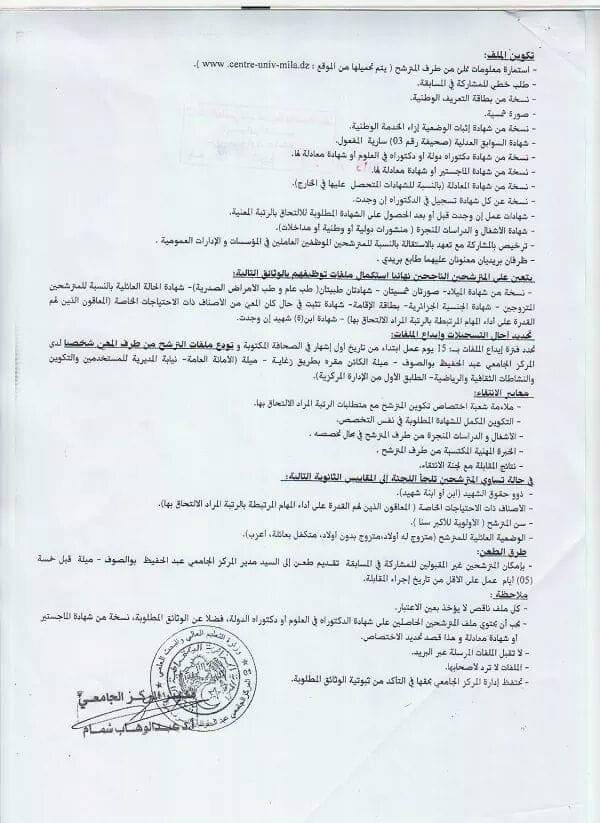 تكوين الملف:
- استمارة معلومات تملئ من طرف المترشح ( يتم تحميلها من الموقع : www .centre-univ-mila.dz ).
- طلب خطي للمشاركة في المسابقة.
- نسخة من بطاقة التعريف الوطنية.
- صورة شمسية.
- نسخة من شهادة إثبات الوضعية إزاء الخدمة الوطنية.
- شهادة السوابق العدلية (صحيفة رقم 03) سارية المفعول.
- نسخة من شهادة دكتوراه دولة أو دكتوراه في العلوم أو شهادة معادلة لها.
- نسخة من شهادة الماجستير أو شهادة معادلة لها.
- نسخة من شهادة المعادلة (بالنسبة للشهادات المتحصل عليها في الخارج).
- نسخة عن كل شهادة تسجيل في الدكتوراه إن وجدت.
- شهادات عمل إن وجدت قبل أو بعد الحصول على الشهادة المطلوبة للالتحاق بالرتبة المعنية.
- شهادة الأشغال و الدراسات المنجزة ( منشورات دولية أو وطنية أو مداخلات).
- ترخيص بالمشاركة مع تعهد بالاستقالة بالنسبة للمترشحين الموظفين العاملين في المؤسسات و الإدارات العمومية .
- ظرفان بريديان معنونان عليهما طابع بريدي .
يتعين على المترشحين الناجحين نهائيا استكمال ملفات توظيفهم بالوثائق التالية:
- نسخة من شهادة الميلاد- صورتان شمسيتان - شهادتان طبيتان( طب عام و طب الأمراض الصدرية)- شهادة الحالة العائلية بالنسبة للمترشحين
المتزوجين - شهادة الجنسية الجزائرية- بطاقة الإقامة- شهادة تثبت في حال كان المعني من الأصناف ذات الاحتياجات الخاصة (المعاقون الذين لهم
القدرة على أداء المهام المرتبطة بالرتبة المراد الالتحاق بها) - شهادة ابن(ة) شهيد إن وجدت.
تحديد آجال التسجيلات وإيداع الملفات:
تحدد فترة إيداع الملفات بـ: 15 يوم عمل ابتداء من تاريخ أول إشهار في الصحافة المكتوبة و تودع ملفات الترشح من طرف المعني شخصيا لدى
المركز الجامعي عبد الحفيظ بوالصوف - ميلة الكائن مقره بطريق زغاية - ميلة (الأمانة العامة- نيابة المديرية للمستخدمين والتكوين
والنشاطات الثقافية والرياضية- الطابق الأول من الإدارة المركزية).
معايير الانتقاء:
- ملاءمة شعبة اختصاص تكوين المترشح مع متطلبات الرتبة المراد الالتحاق بها.
- التكوين المكمل للشهادة المطلوبة في نفس التخصص.
- الأشغال و الدراسات المنجزة من طرف المترشح في مجال تخصصه .
- الخبرة المهنية المكتسبة من طرف المترشح .
- نتائج المقابلة مع لجنة الانتقاء.
في حالة تساوي المترشحين تلجأ اللجنة إلى المقاييس الثانوية التالية:
- ذوو حقوق الشهيد (ابن أو ابنة شهيد).
- الأصناف ذات الاحتياجات الخاصة ( المعاقون الذين لهم القدرة على أداء المهام المرتبطة بالرتبة المراد الالتحاق بها).
- سن المترشح ( الأولوية للأكبر سنا ).
- الوضعية العائلية للمترشح (متزوج له أولاد،متزوج بدون أولاد، متكفل بعائلة، أعزب).
طرق الطعن:
- بإمكان المترشحين غير المقبولين للمشاركة في المسابقة تقديم طعن إلى السيد مدير المركز الجامعي عبد الحفيظ بوالصوف - ميلة قبل خمسة
(05) أيام عمل على الأقل من تاريخ إجراء المقابلة.
ملاحظة :
- كل ملف ناقص لا يؤخذ بعين الاعتبار.
- يجب أن يحتوي ملف المترشحين الحاصلين على شهادة الدكتوراه في العلوم أو دكتوراه الدولة، فضلا عن الوثائق المطلوبة، نسخة من شهادة الماجستير
أو شهادة معادلة و هذا قصد تحديد الاختصاص.
- لا تقبل الملفات المرسلة عبر البريد.
- الملفات لا ترد لأصحابها.
- تحتفظ إدارة المركز الجامعي بحقها في التأكد من ثبوتية الوثائق المطلوبة.
وزارة التعليم العالي والبحث العلمي
مدير المركز الجامعي
أ.د عبد الوهاب شمام